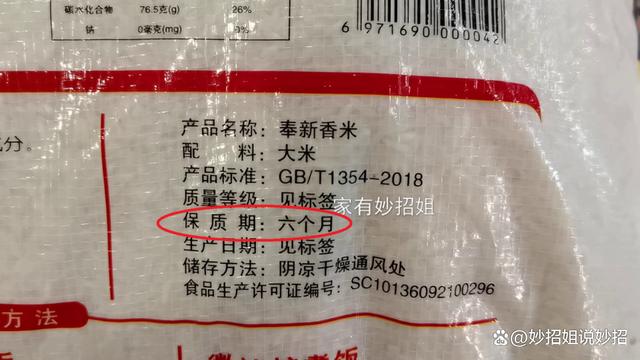 碳水化合物 76.5克(g) 26%
钠 0毫克(mg) 0%
6 971690 000042
产品名称：奉新香米
配 料：大米
产品标准：GB/T1354-2018
质量等级：见标签
家有妙招姐
保 质 期：六个月
生产日期：见标签
储存方法：阴凉干燥通风处
食品生产许可证编号：SC10136092100296
方法
妙招姐说妙招